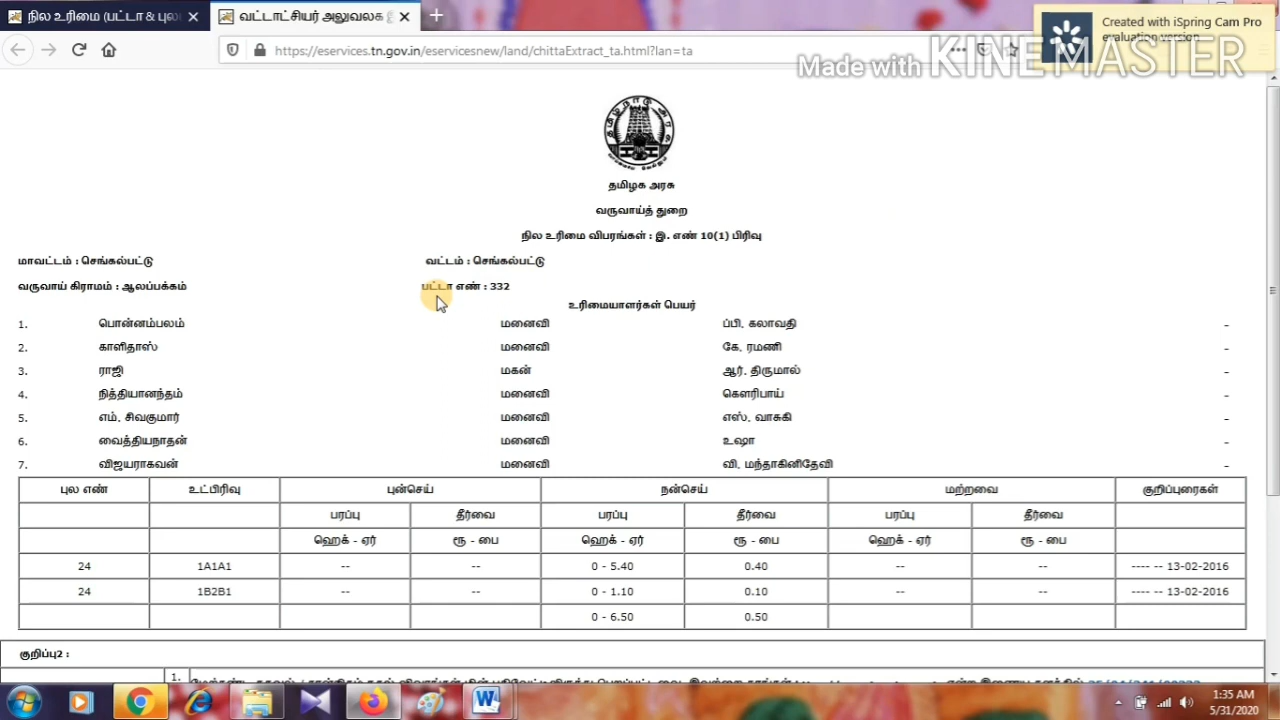 நில உரிமை (பட்டா & புல
வட்டாட்சியர் அலுவலக இ
Created with iSpring Cam Pro
evaluation version
https://eservices.tn.gov.in/eservicesnew/land/chittaExtract_ta.html?lan=ta
Made with KINEMASTER
தமிழக அரசு
வருவாய்த் துறை
நில உரிமை விபரங்கள் : இ. எண் 10(1) பிரிவு
மாவட்டம் : செங்கல்பட்டு வட்டம் : செங்கல்பட்டு
வருவாய் கிராமம் : ஆலப்பக்கம் பட்டா எண் : 332
உரிமையாளர்கள் பெயர்
1. பொன்னம்பலம் மனைவி ப்பி. கலாவதி -
2. காளிதாஸ் மனைவி கே. ரமணி -
3. ராஜி மகன் ஆர். திருமால் -
4. நித்தியானந்தம் மனைவி கௌரிபாய் -
5. எம். சிவகுமார் மனைவி எஸ். வாசுகி -
6. வைத்தியநாதன் மனைவி உஷா -
7. விஜயராகவன் மனைவி வி. மந்தாகினிதேவி -
புல எண் உட்பிரிவு புன்செய் நன்செய் மற்றவை குறிப்புரைகள்
பரப்பு தீர்வை பரப்பு தீர்வை பரப்பு தீர்வை
ஹெக் - ஏர் ரூ - பை ஹெக் - ஏர் ரூ - பை ஹெக் - ஏர் ரூ - பை
24 1A1A1 -- -- 0 - 5.40 0.40 -- -- ---- -- 13-02-2016
24 1B2B1 -- -- 0 - 1.10 0.10 -- -- ---- -- 13-02-2016
0 - 6.50 0.50
குறிப்பு2 :
1.
1:35 AM
5/31/2020